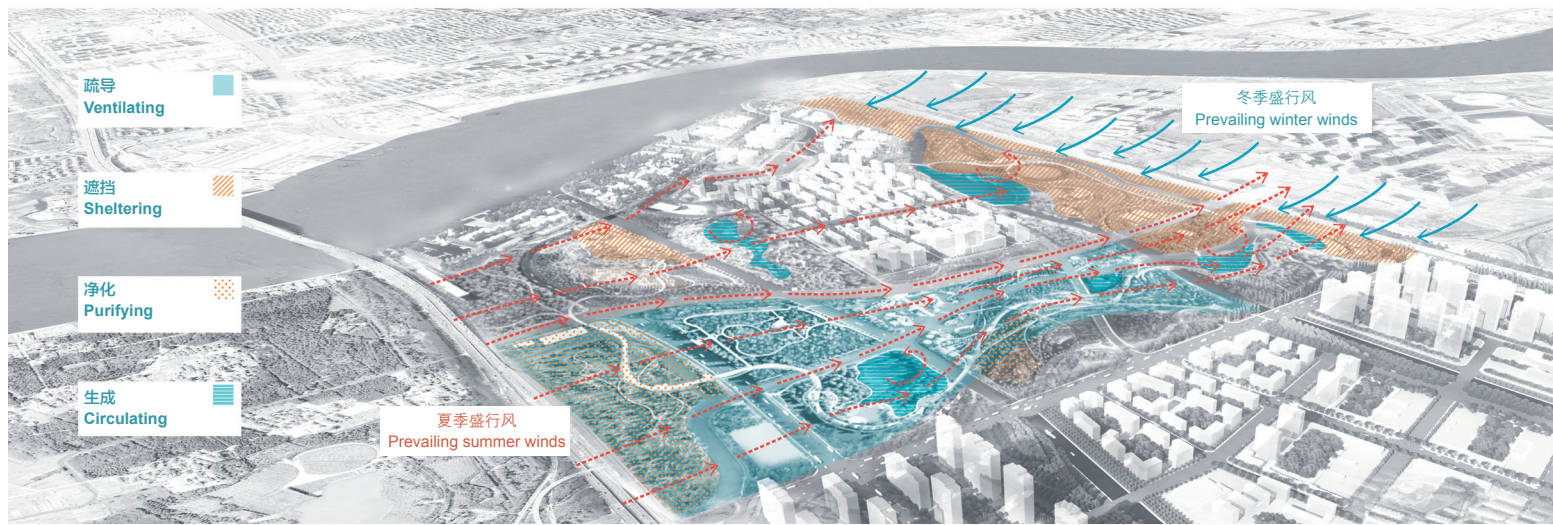 疏导
Ventilating
遮挡
Sheltering
净化
Purifying
生成
Circulating
冬季盛行风
Prevailing winter winds
夏季盛行风
Prevailing summer winds